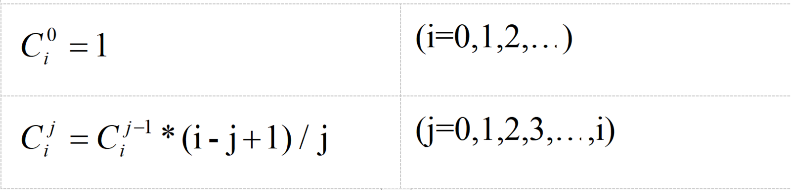 C_i^0 = 1 (i=0,1,2,…)
C_i^j = C_i^{j-1} * (i - j+1) / j (j=0,1,2,3,…,i)